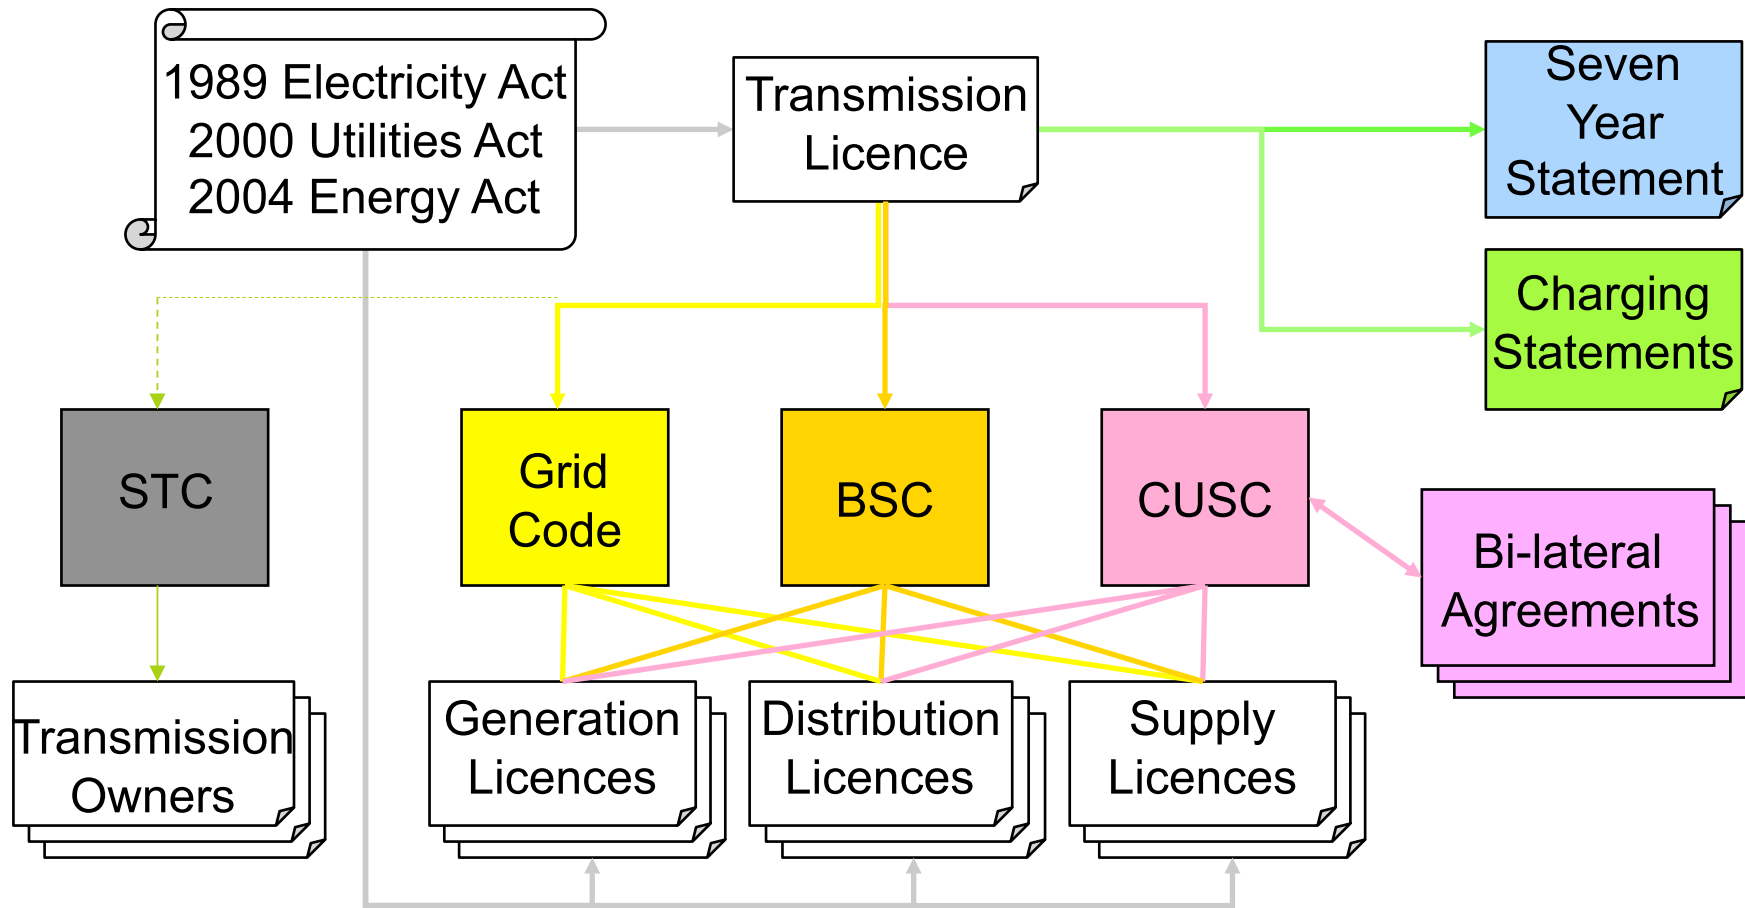 1989 Electricity Act
2000 Utilities Act
2004 Energy Act
Transmission
Licence
Seven
Year
Statement
Charging
Statements
STC
Grid
Code
BSC
CUSC
Bi-lateral
Agreements
Transmission
Owners
Generation
Licences
Distribution
Licences
Supply
Licences